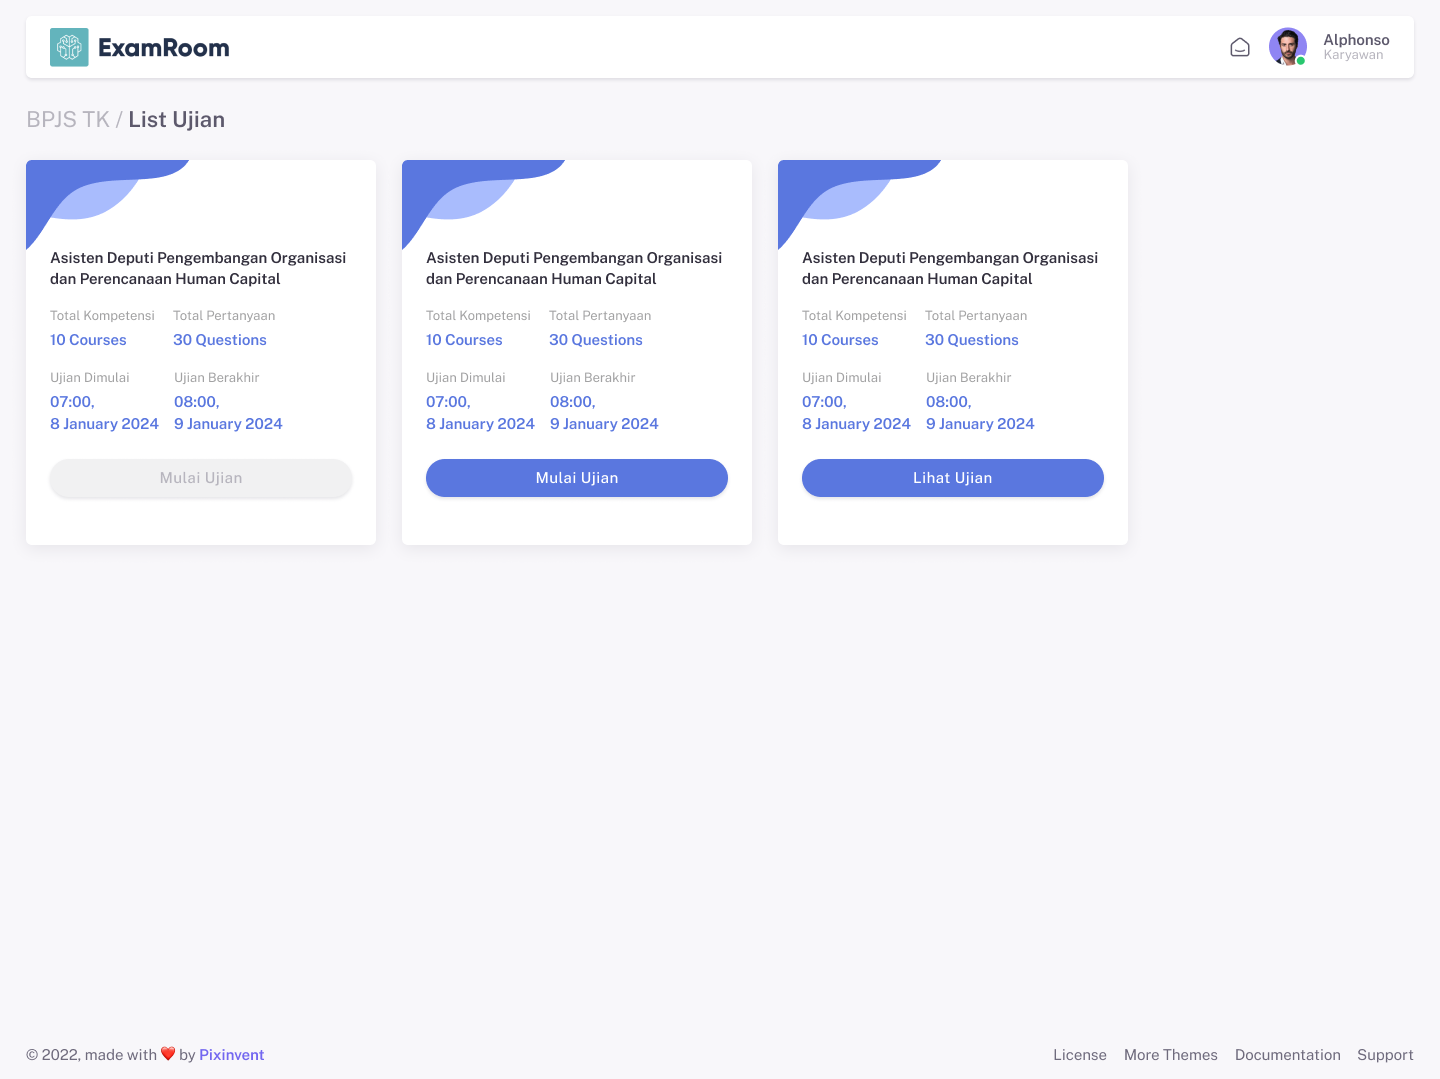 ExamRoom
Alphonso
Karyawan
BPJS TK / List Ujian
Asisten Deputi Pengembangan Organisasi
dan Perencanaan Human Capital
Total Kompetensi Total Pertanyaan
10 Courses 30 Questions
Ujian Dimulai Ujian Berakhir
07:00, 08:00,
8 January 2024 9 January 2024
Mulai Ujian
Asisten Deputi Pengembangan Organisasi
dan Perencanaan Human Capital
Total Kompetensi Total Pertanyaan
10 Courses 30 Questions
Ujian Dimulai Ujian Berakhir
07:00, 08:00,
8 January 2024 9 January 2024
Mulai Ujian
Asisten Deputi Pengembangan Organisasi
dan Perencanaan Human Capital
Total Kompetensi Total Pertanyaan
10 Courses 30 Questions
Ujian Dimulai Ujian Berakhir
07:00, 08:00,
8 January 2024 9 January 2024
Lihat Ujian
© 2022, made with ❤️ by Pixinvent
License More Themes Documentation Support